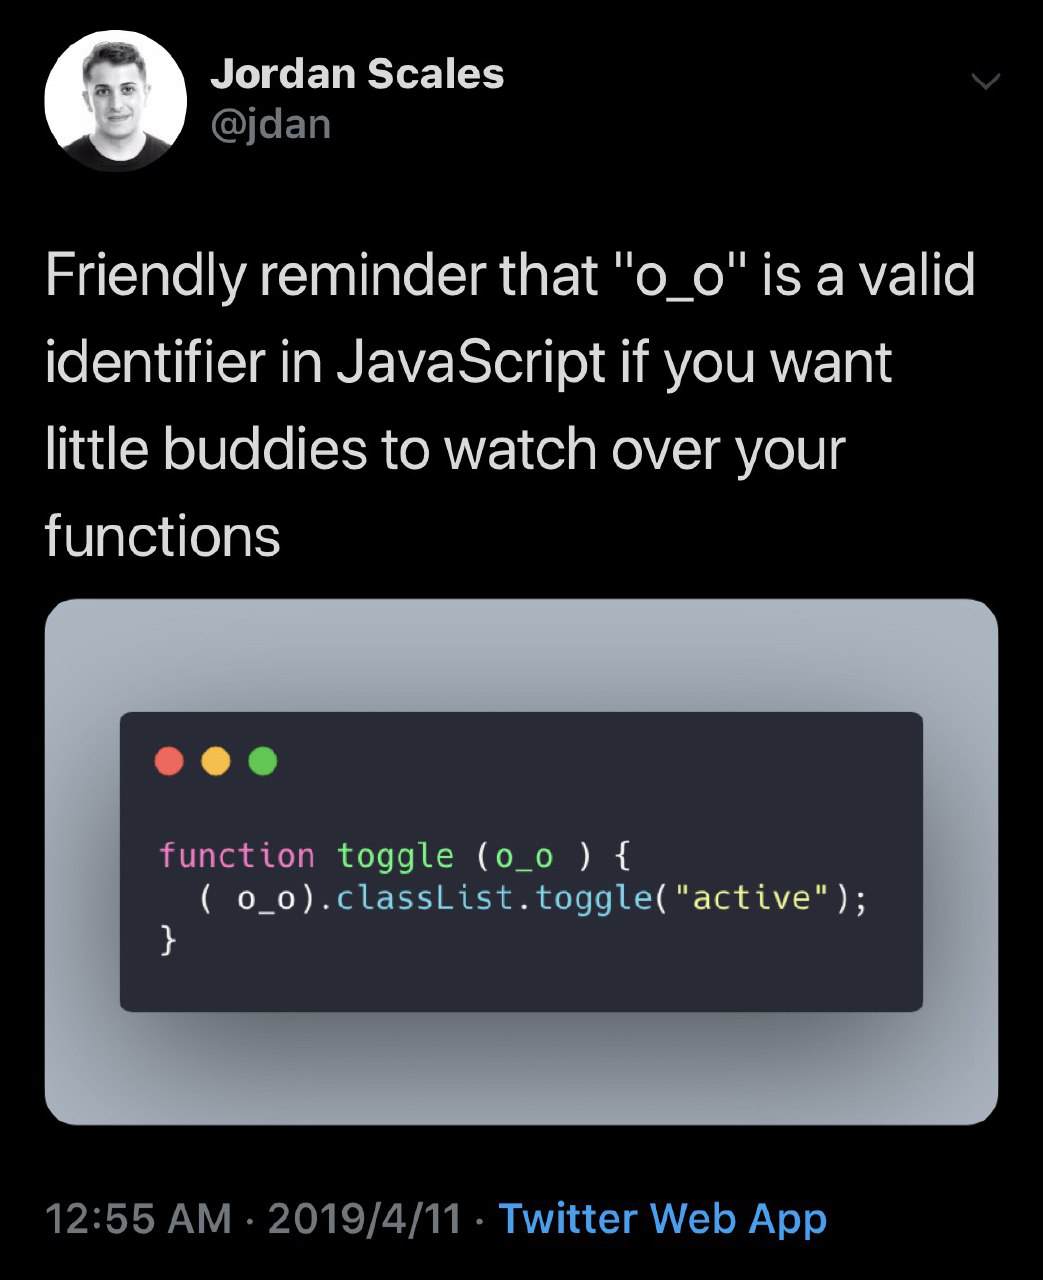 Jordan Scales
@jdan
Friendly reminder that "o_o" is a valid
identifier in JavaScript if you want
little buddies to watch over your
functions
function toggle (o_o ) {
  ( o_o).classList.toggle("active");
}
12:55 AM · 2019/4/11 · Twitter Web App